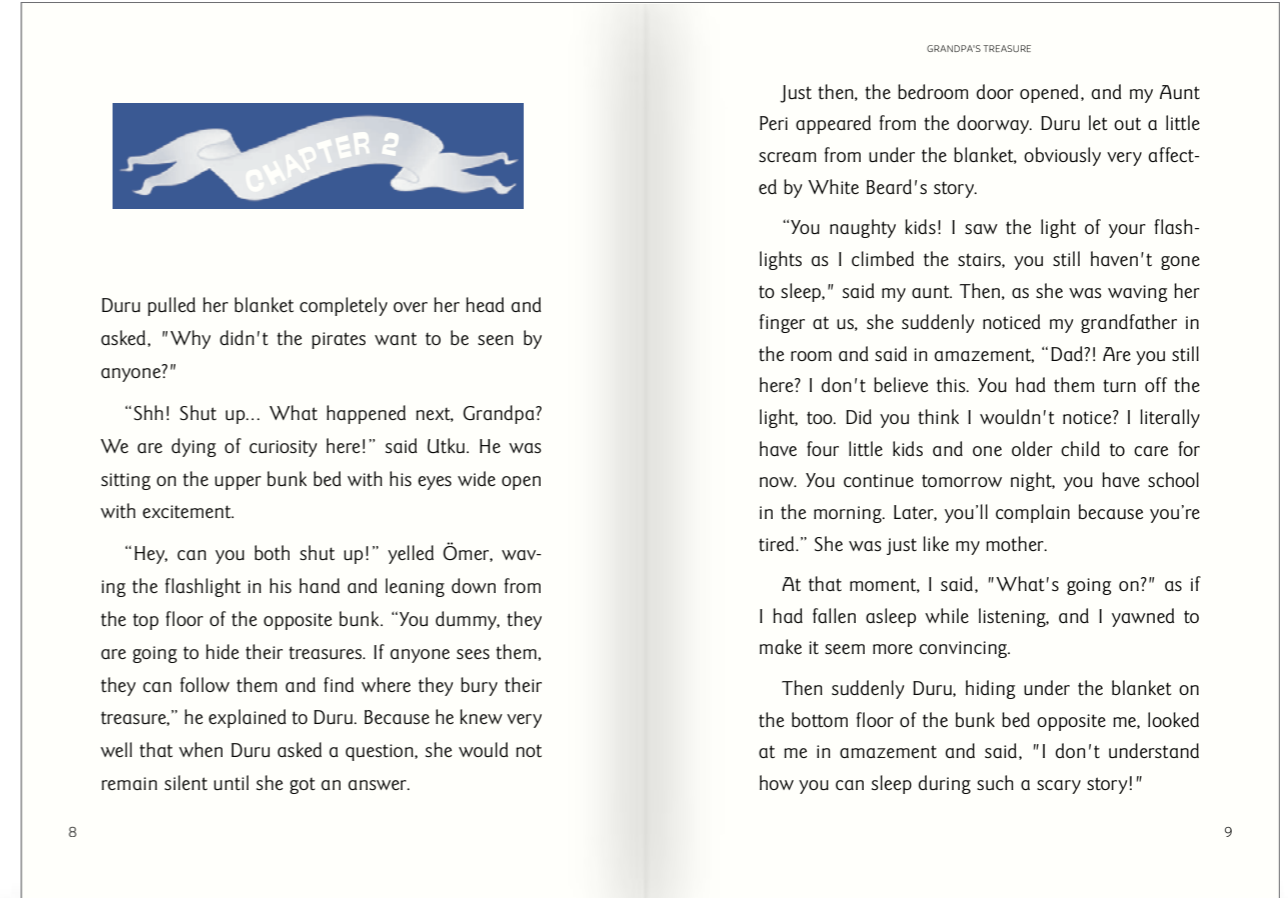 CHAPTER 2
Duru pulled her blanket completely over her head and
asked, "Why didn't the pirates want to be seen by
anyone?"
“Shh! Shut up... What happened next, Grandpa?
We are dying of curiosity here!” said Utku. He was
sitting on the upper bunk bed with his eyes wide open
with excitement.
“Hey, can you both shut up!” yelled Ömer, wav-
ing the flashlight in his hand and leaning down from
the top floor of the opposite bunk. “You dummy, they
are going to hide their treasures. If anyone sees them,
they can follow them and find where they bury their
treasure,” he explained to Duru. Because he knew very
well that when Duru asked a question, she would not
remain silent until she got an answer.
8
GRANDPA'S TREASURE
Just then, the bedroom door opened, and my Aunt
Peri appeared from the doorway. Duru let out a little
scream from under the blanket, obviously very affect-
ed by White Beard's story.
“You naughty kids! I saw the light of your flash-
lights as I climbed the stairs, you still haven't gone
to sleep," said my aunt. Then, as she was waving her
finger at us, she suddenly noticed my grandfather in
the room and said in amazement, “Dad?! Are you still
here? I don't believe this. You had them turn off the
light, too. Did you think I wouldn't notice? I literally
have four little kids and one older child to care for
now. You continue tomorrow night, you have school
in the morning. Later, you’ll complain because you’re
tired.” She was just like my mother.
At that moment, I said, "What's going on?" as if
I had fallen asleep while listening, and I yawned to
make it seem more convincing.
Then suddenly Duru, hiding under the blanket on
the bottom floor of the bunk bed opposite me, looked
at me in amazement and said, "I don't understand
how you can sleep during such a scary story!"
9